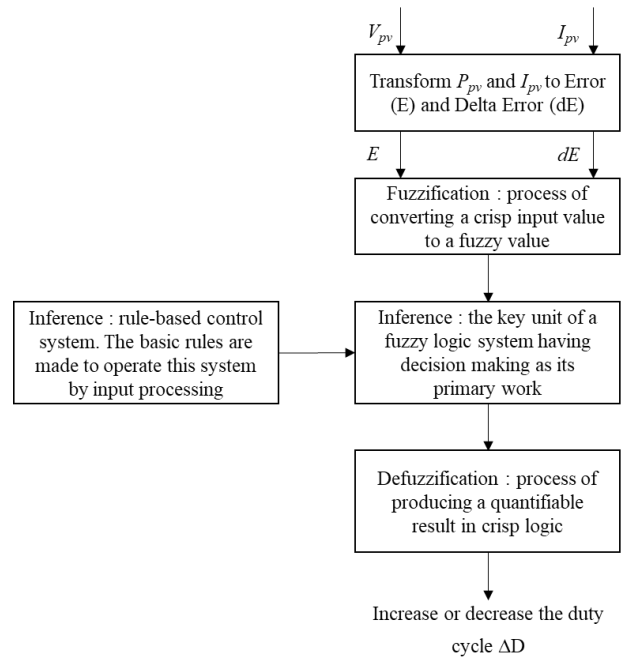 V_pv I_pv
Transform P_pv and I_pv to Error
(E) and Delta Error (dE)
E dE
Fuzzification : process of
converting a crisp input value
to a fuzzy value
Inference : rule-based control
system. The basic rules are
made to operate this system
by input processing
Inference : the key unit of a
fuzzy logic system having
decision making as its
primary work
Defuzzification : process of
producing a quantifiable
result in crisp logic
Increase or decrease the duty
cycle ΔD